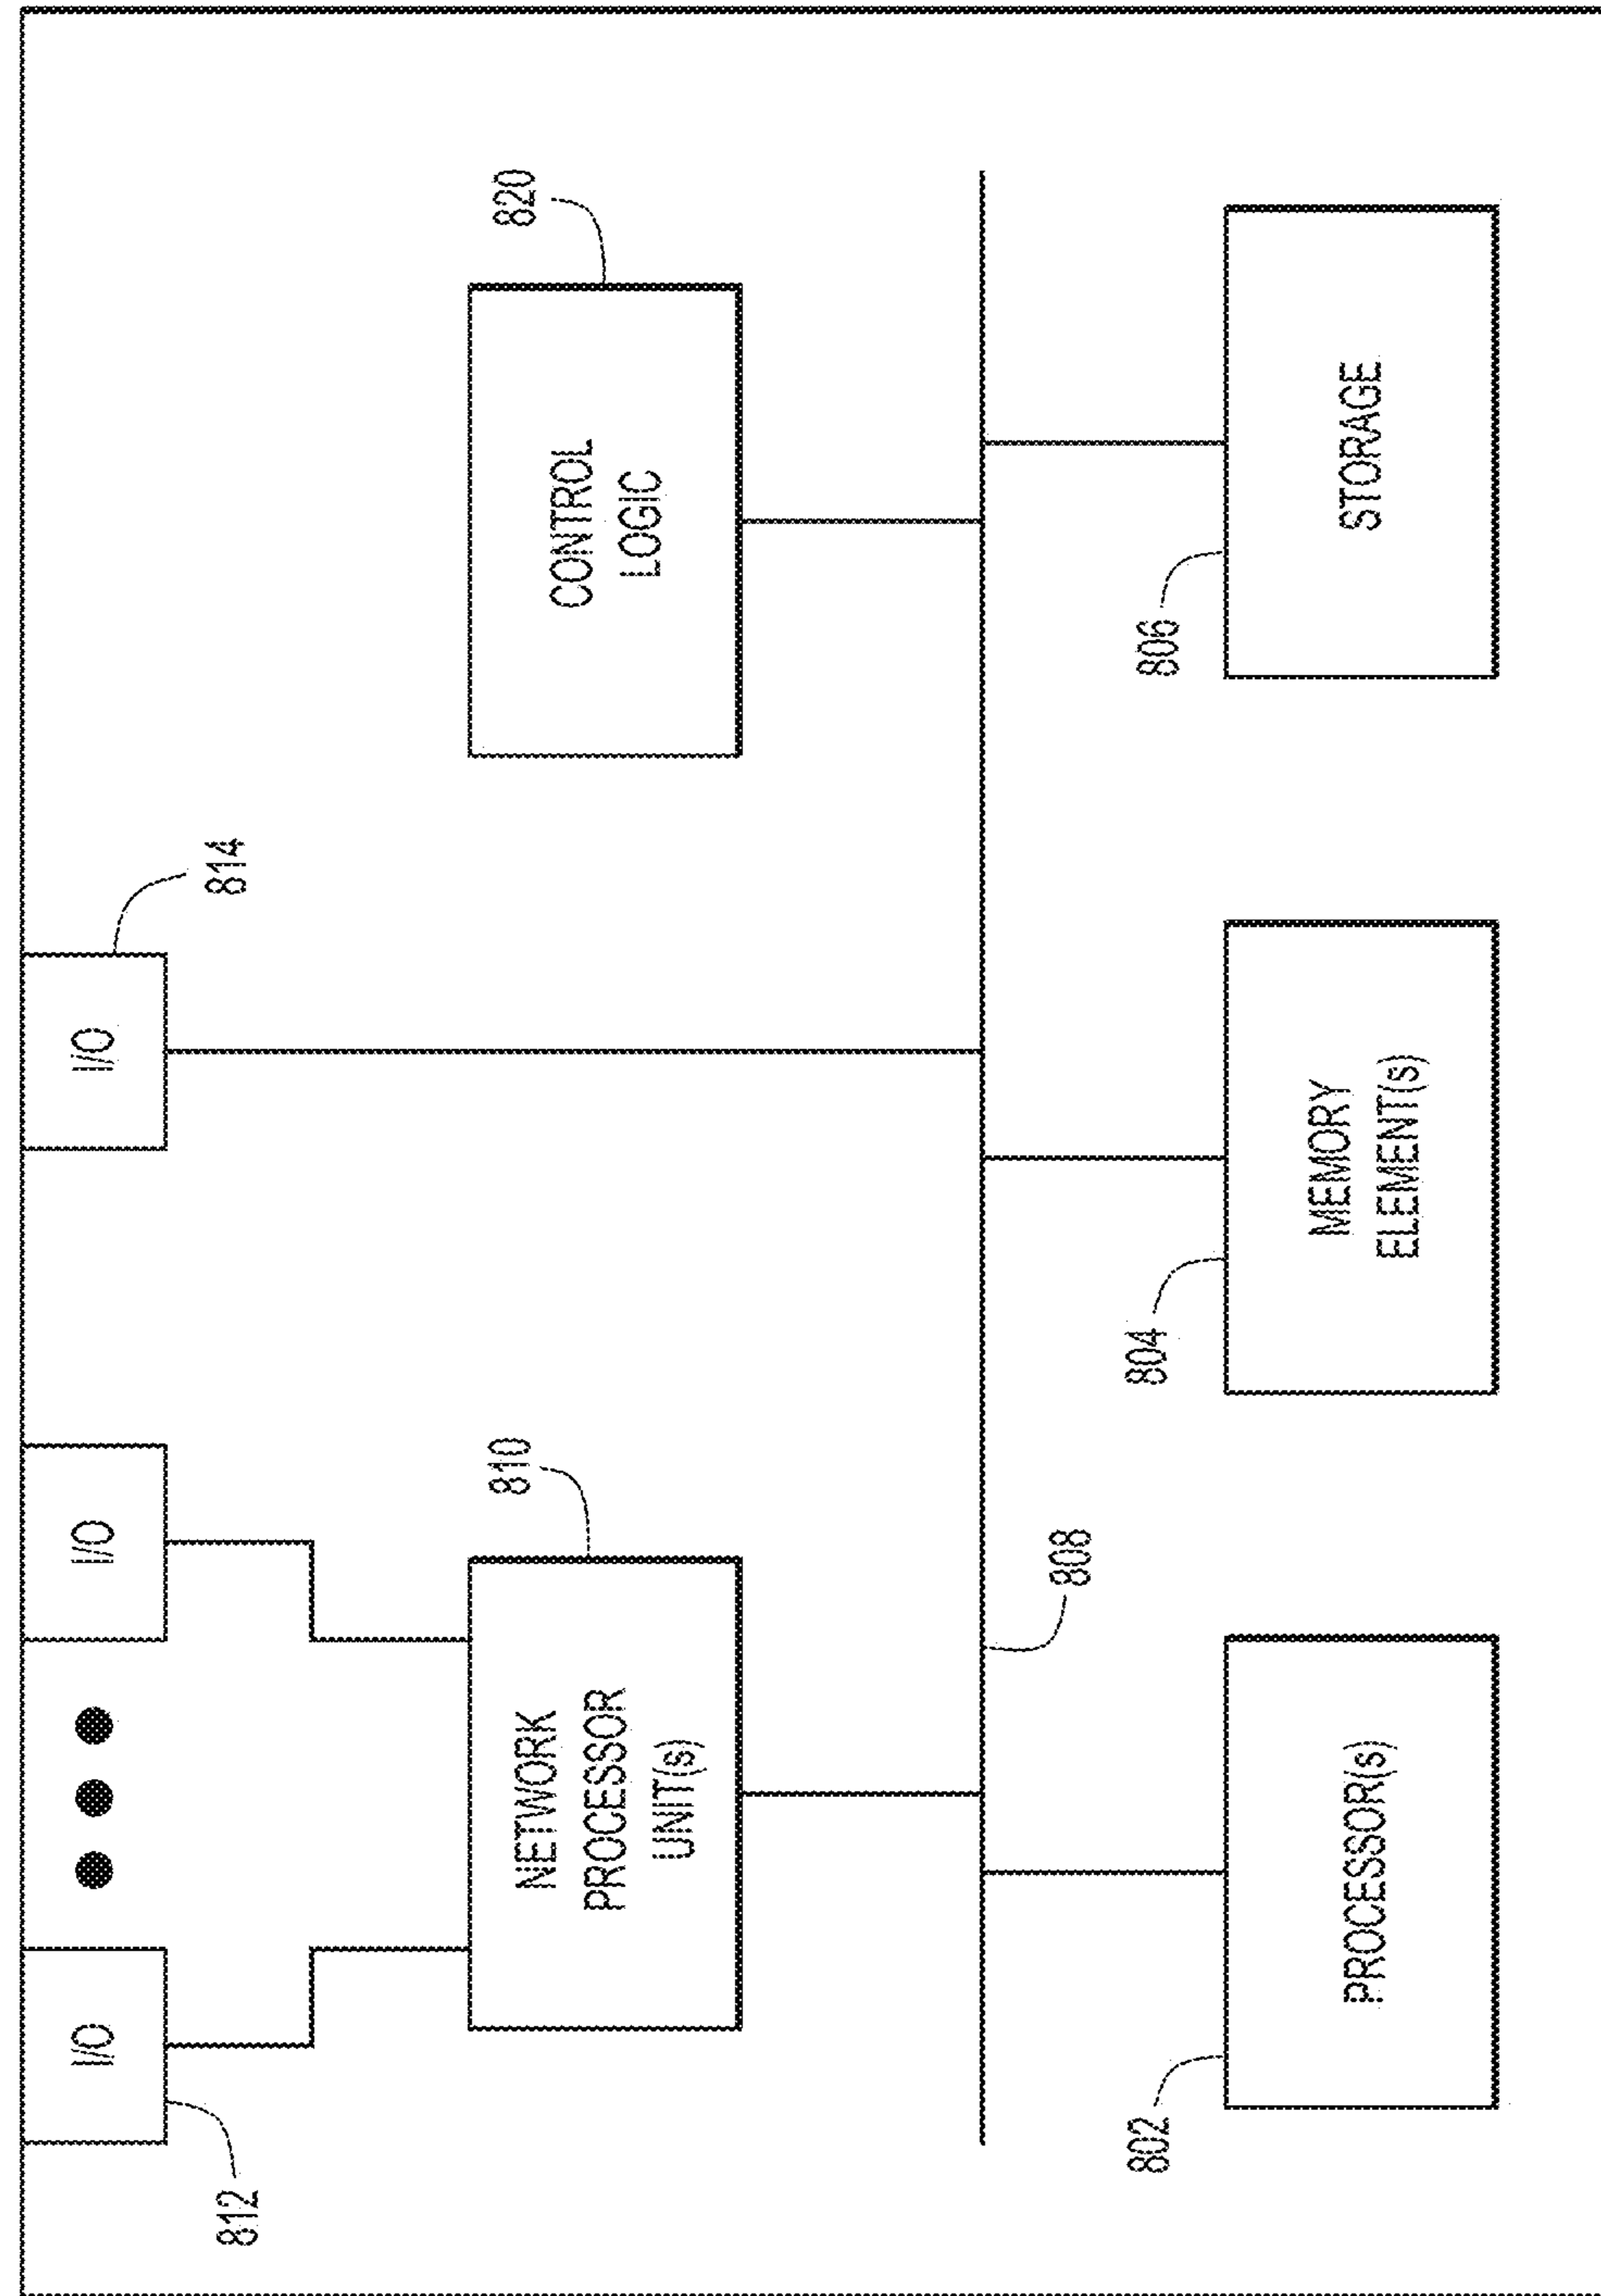 I/O
I/O
I/O
812
814
810
820
NETWORK
PROCESSOR
UNIT(s)
CONTROL
LOGIC
808
802
804
806
PROCESSOR(s)
MEMORY
ELEMENT(s)
STORAGE